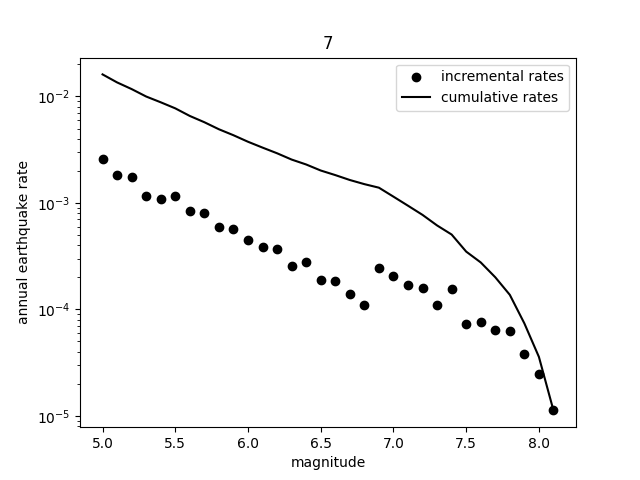 7
incremental rates
cumulative rates
annual earthquake rate
10⁻²
10⁻³
10⁻⁴
10⁻⁵
5.0 5.5 6.0 6.5 7.0 7.5 8.0
magnitude